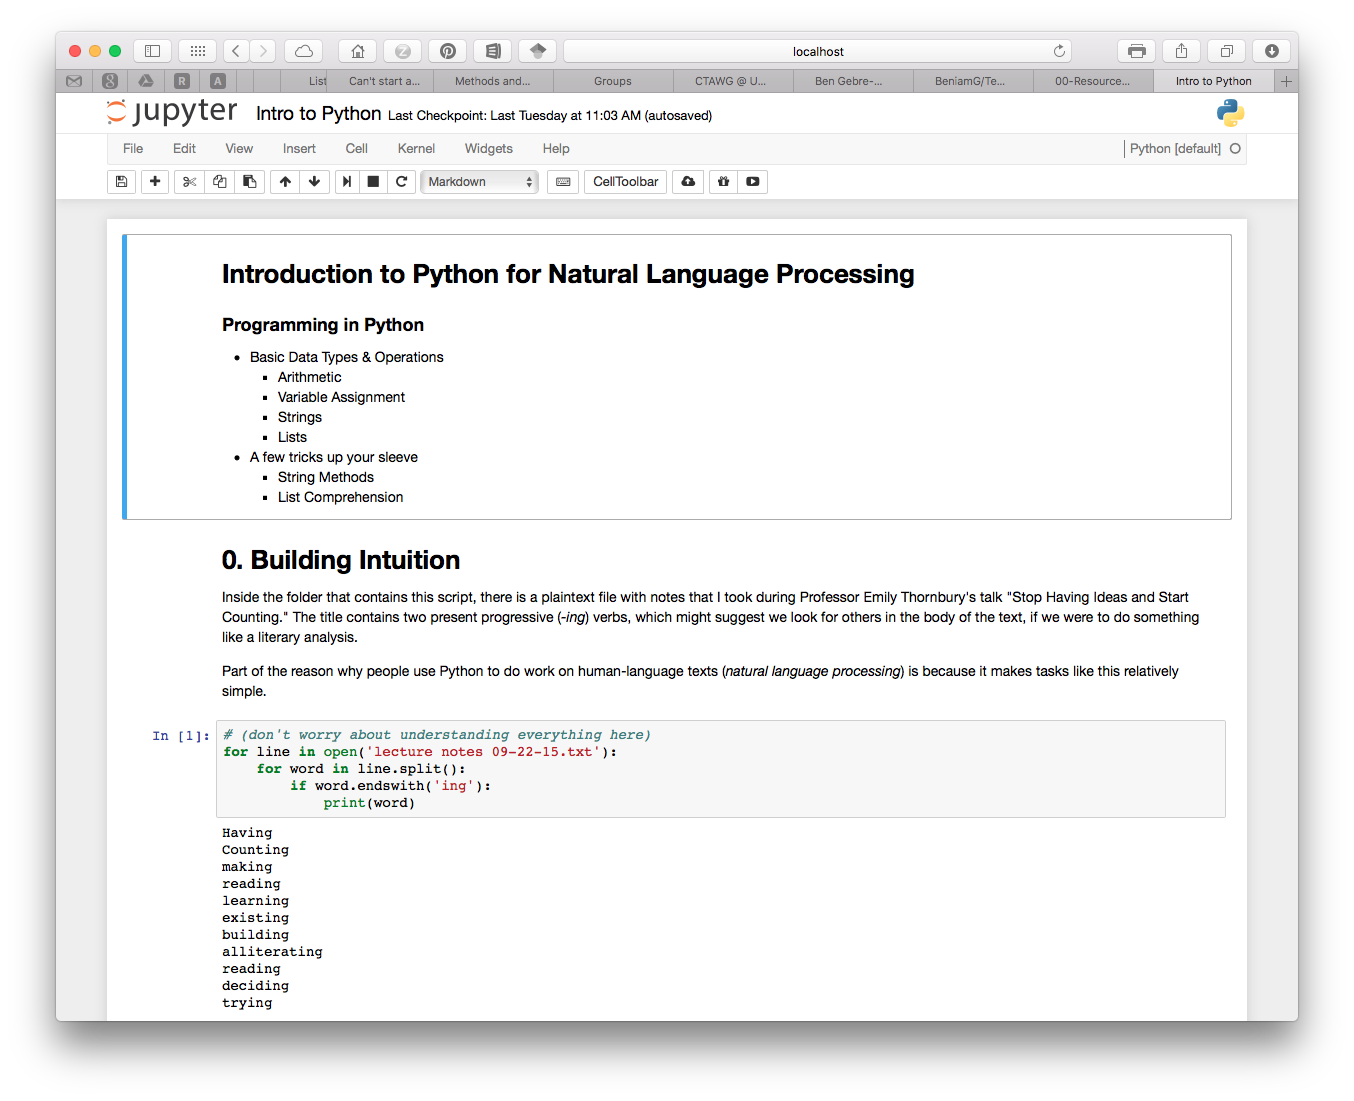 localhost
List
Can't start a...
Methods and...
Groups
CTAWG @ U...
Ben Gebre-...
BeniamG/Te...
00-Resource...
Intro to Python
jupyter Intro to Python Last Checkpoint: Last Tuesday at 11:03 AM (autosaved)
File Edit View Insert Cell Kernel Widgets Help Python [default]
Markdown CellToolbar
Introduction to Python for Natural Language Processing
Programming in Python
• Basic Data Types & Operations
▪ Arithmetic
▪ Variable Assignment
▪ Strings
▪ Lists
• A few tricks up your sleeve
▪ String Methods
▪ List Comprehension
0. Building Intuition
Inside the folder that contains this script, there is a plaintext file with notes that I took during Professor Emily Thornbury's talk "Stop Having Ideas and Start
Counting." The title contains two present progressive (-ing) verbs, which might suggest we look for others in the body of the text, if we were to do something
like a literary analysis.
Part of the reason why people use Python to do work on human-language texts (natural language processing) is because it makes tasks like this relatively
simple.
In [1]: # (don't worry about understanding everything here)
for line in open('lecture notes 09-22-15.txt'):
    for word in line.split():
        if word.endswith('ing'):
            print(word)
Having
Counting
making
reading
learning
existing
building
alliterating
reading
deciding
trying